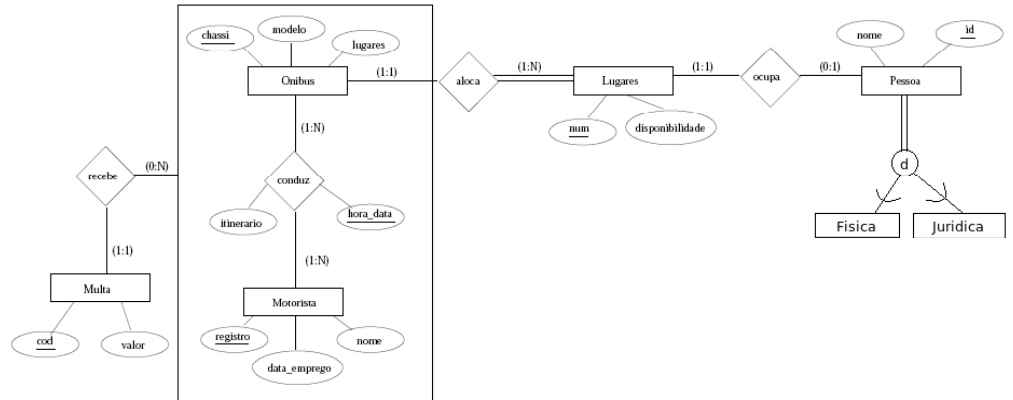 chassi
modelo
lugares
Onibus
(1:1)
aloca
(1:N)
Lugares
num
disponibilidade
(1:1)
ocupa
(0:1)
nome
id
Pessoa
d
Fisica
Juridica
(1:N)
conduz
itinerario
hora_data
(1:N)
Motorista
registro
nome
data_emprego
recebe
(0:N)
(1:1)
Multa
cod
valor